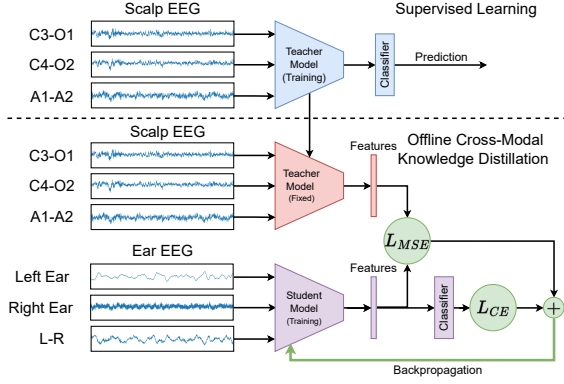 Scalp EEG
Supervised Learning
C3-O1
C4-O2
A1-A2
Teacher
Model
(Training)
Classifier
Prediction
Scalp EEG
Offline Cross-Modal
Knowledge Distillation
C3-O1
C4-O2
A1-A2
Teacher
Model
(Fixed)
Features
L_MSE
Ear EEG
Left Ear
Right Ear
L-R
Student
Model
(Training)
Features
Classifier
L_CE
+
Backpropagation